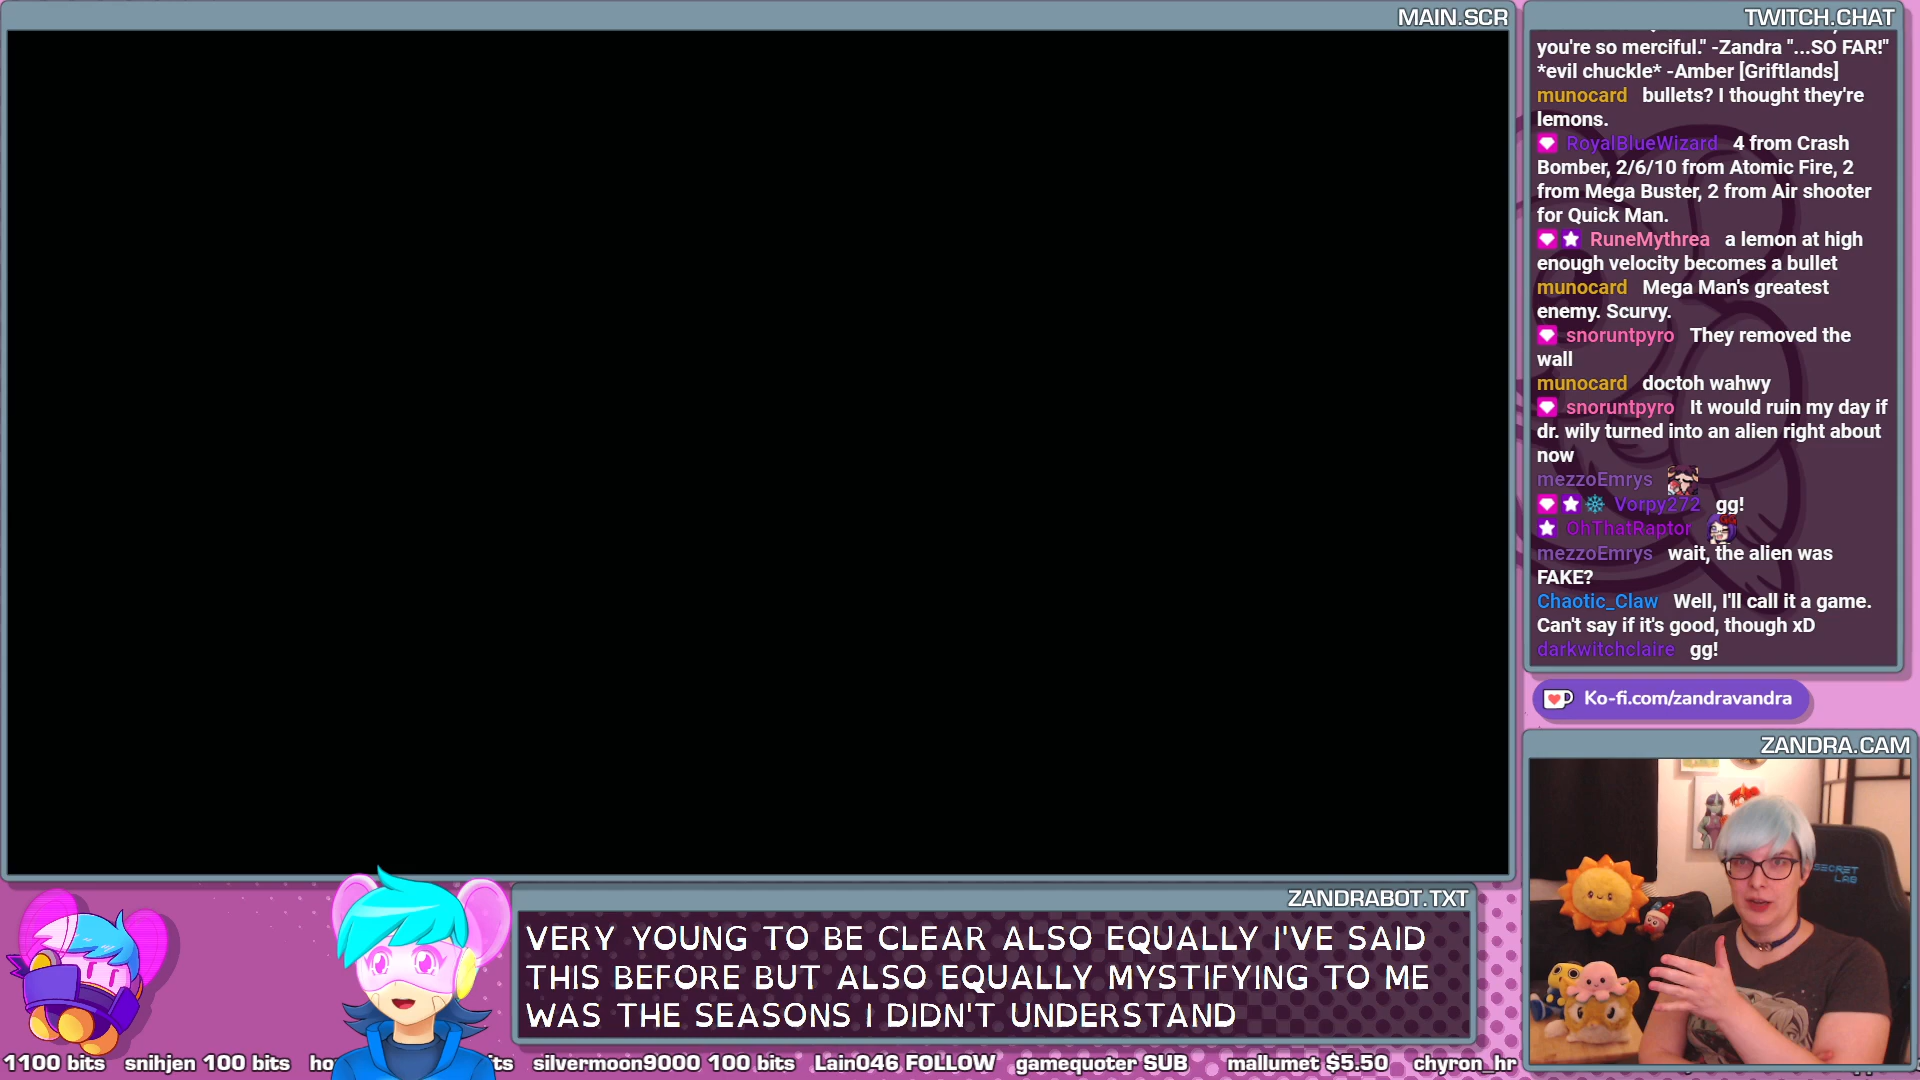 MAIN.SCR
TWITCH.CHAT
you're so merciful." -Zandra "...SO FAR!"
*evil chuckle* -Amber [Griftlands]
munocard bullets? I thought they're
lemons.
RoyalBlueWizard 4 from Crash
Bomber, 2/6/10 from Atomic Fire, 2
from Mega Buster, 2 from Air shooter
for Quick Man.
RuneMythrea a lemon at high
enough velocity becomes a bullet
munocard Mega Man's greatest
enemy. Scurvy.
snoruntpyro They removed the
wall
munocard doctoh wahwy
snoruntpyro It would ruin my day if
dr. wily turned into an alien right about
now
mezzoEmrys
Vorpy272 gg!
OhThatRaptor
mezzoEmrys wait, the alien was
FAKE?
Chaotic_Claw Well, I'll call it a game.
Can't say if it's good, though xD
darkwitchclaire gg!
Ko-fi.com/zandravandra
ZANDRA.CAM
SECRET
LAB
ZANDRABOT.TXT
VERY YOUNG TO BE CLEAR ALSO EQUALLY I'VE SAID
THIS BEFORE BUT ALSO EQUALLY MYSTIFYING TO ME
WAS THE SEASONS I DIDN'T UNDERSTAND
1100 bits snihjen 100 bits ho ts silvermoon9000 100 bits Lain046 FOLLOW gamequoter SUB mallumet $5.50 chyron_hr